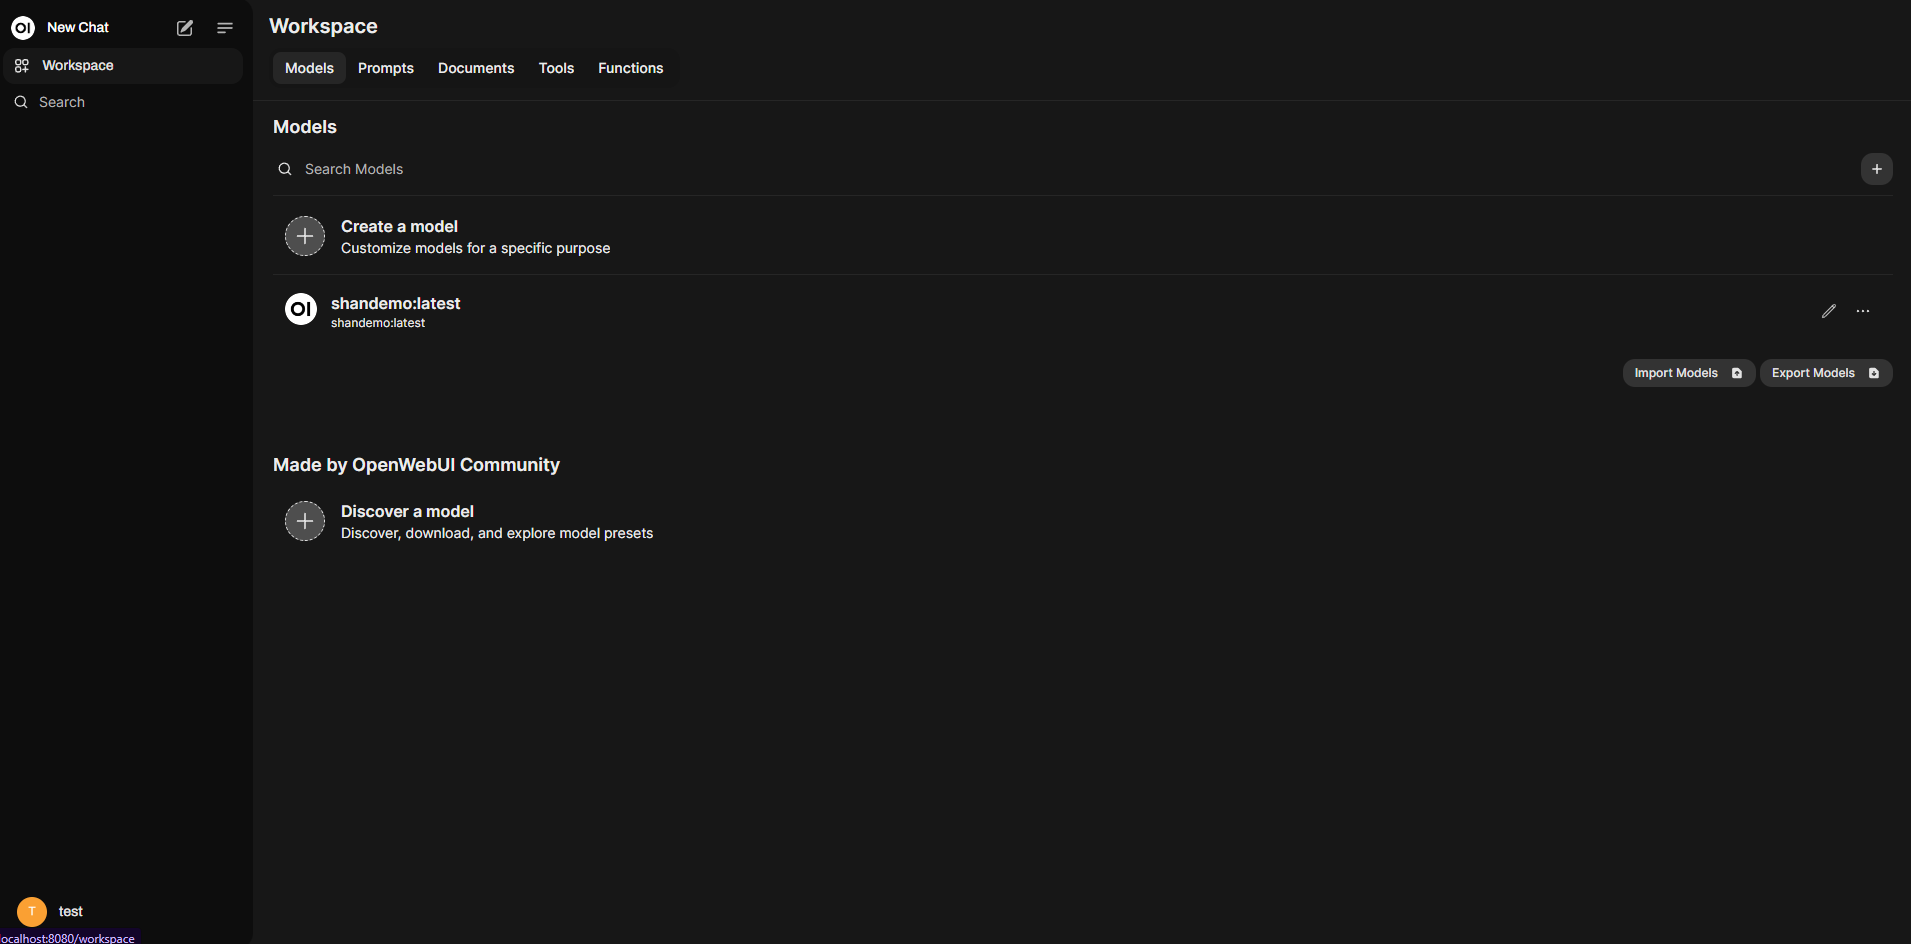 OI New Chat
Workspace
Search
Workspace
Models Prompts Documents Tools Functions
Models
Search Models
Create a model
Customize models for a specific purpose
OI shandemo:latest
shandemo:latest
Import Models Export Models
Made by OpenWebUI Community
Discover a model
Discover, download, and explore model presets
T test
ocalhost:8080/workspace